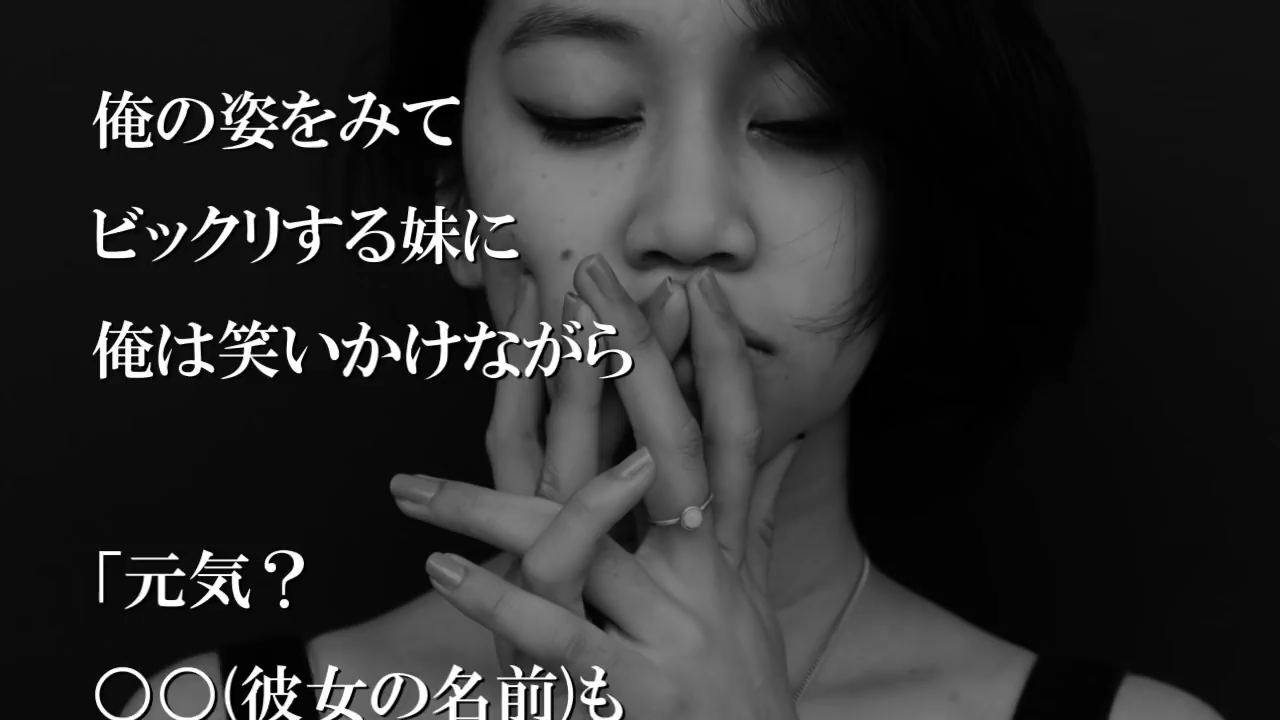 俺の姿をみて
ビックリする妹に
俺は笑いかけながら
「元気？
〇〇(彼女の名前)も